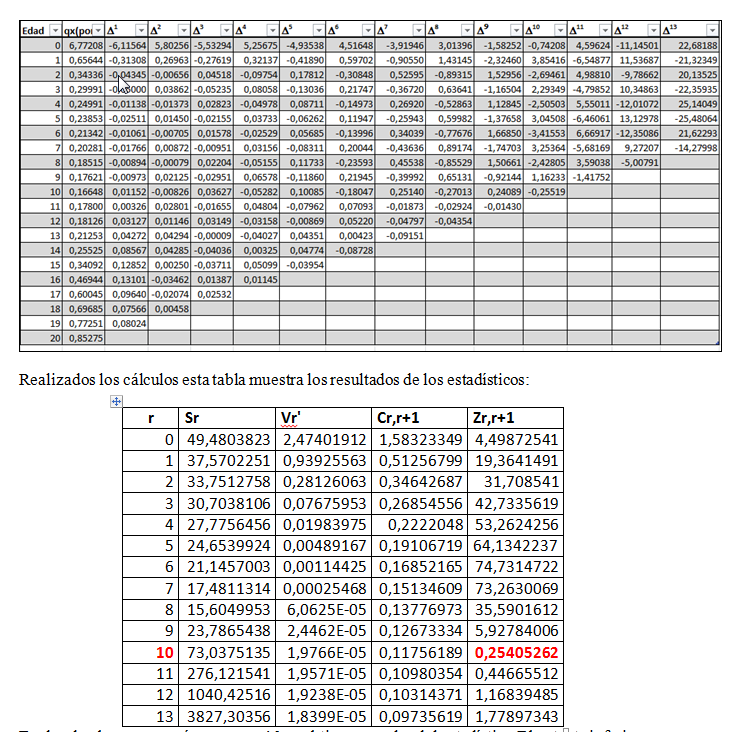 Edad qx(por Δ1 Δ2 Δ3 Δ4 Δ5 Δ6 Δ7 Δ8 Δ9 Δ10 Δ11 Δ12 Δ13
0 6,77208 -6,11564 5,80256 -5,53294 5,25675 -4,93538 4,51648 -3,91946 3,01396 -1,58252 -0,74208 4,59624 -11,14501 22,68188
1 0,65644 -0,31308 0,26963 -0,27619 0,32137 -0,41890 0,59702 -0,90550 1,43145 -2,32460 3,85416 -6,54877 11,53687 -21,32349
2 0,34336 -0,04345 -0,00656 0,04518 -0,09754 0,17812 -0,30848 0,52595 -0,89315 1,52956 -2,69461 4,98810 -9,78662 20,13525
3 0,29991 0,03862 -0,05235 0,08058 -0,13036 0,21747 -0,36720 0,63641 -1,16504 2,29349 -4,79852 10,34863 -22,35935
4 0,24991 -0,01138 -0,01373 0,02823 -0,04978 0,08711 -0,14973 0,26920 -0,52863 1,12845 -2,50503 5,55011 -12,01072 25,14049
5 0,23853 -0,02511 0,01450 -0,02155 0,03733 -0,06262 0,11947 -0,25943 0,59982 -1,37658 3,04508 -6,46061 13,12978 -25,48064
6 0,21342 -0,01061 -0,00705 0,01578 -0,02529 0,05685 -0,13996 0,34039 -0,77676 1,66850 -3,41553 6,66917 -12,35086 21,62293
7 0,20281 -0,01766 0,00872 -0,00951 0,03156 -0,08311 0,20044 -0,43636 0,89174 -1,74703 3,25364 -5,68169 9,27207 -14,27998
8 0,18515 -0,00894 -0,00079 0,02204 -0,05155 0,11733 -0,23593 0,45538 -0,85529 1,50661 -2,42805 3,59038 -5,00791
9 0,17621 -0,00973 0,02125 -0,02951 0,06578 -0,11860 0,21945 -0,39992 0,65131 -0,92144 1,16233 -1,41752
10 0,16648 0,01152 -0,00826 0,03627 -0,05282 0,10085 -0,18047 0,25140 -0,27013 0,24089 -0,25519
11 0,17800 0,00326 0,02801 -0,01655 0,04804 -0,07962 0,07093 -0,01873 -0,02924 -0,01430
12 0,18126 0,03127 0,01146 0,03149 -0,03158 -0,00869 0,05220 -0,04797 -0,04354
13 0,21253 0,04272 0,04294 -0,00009 -0,04027 0,04351 0,00423 -0,09151
14 0,25525 0,08567 0,04285 -0,04036 0,00325 0,04774 -0,08728
15 0,34092 0,12852 0,00250 -0,03711 0,05099 -0,03954
16 0,46944 0,13101 -0,03462 0,01387 0,01145
17 0,60045 0,09640 -0,02074 0,02532
18 0,69685 0,07566 0,00458
19 0,77251 0,08024
20 0,85275
Realizados los cálculos esta tabla muestra los resultados de los estadísticos:
r Sr Vr' Cr,r+1 Zr,r+1
0 49,4803823 2,47401912 1,58323349 4,49872541
1 37,5702251 0,93925563 0,51256799 19,3641491
2 33,7512758 0,28126063 0,34642687 31,708541
3 30,7038106 0,07675953 0,26854556 42,7335619
4 27,7756456 0,01983975 0,2222048 53,2624256
5 24,6539924 0,00489167 0,19106719 64,1342237
6 21,1457003 0,00114425 0,16852165 74,7314722
7 17,4811314 0,00025468 0,15134609 73,2630069
8 15,6049953 6,0625E-05 0,13776973 35,5901612
9 23,7865438 2,4462E-05 0,12673334 5,92784006
10 73,0375135 1,9766E-05 0,11756189 0,25405262
11 276,121541 1,9571E-05 0,10980354 0,44665512
12 1040,42516 1,9238E-05 0,10314371 1,16839485
13 3827,30356 1,8399E-05 0,09735619 1,77897343